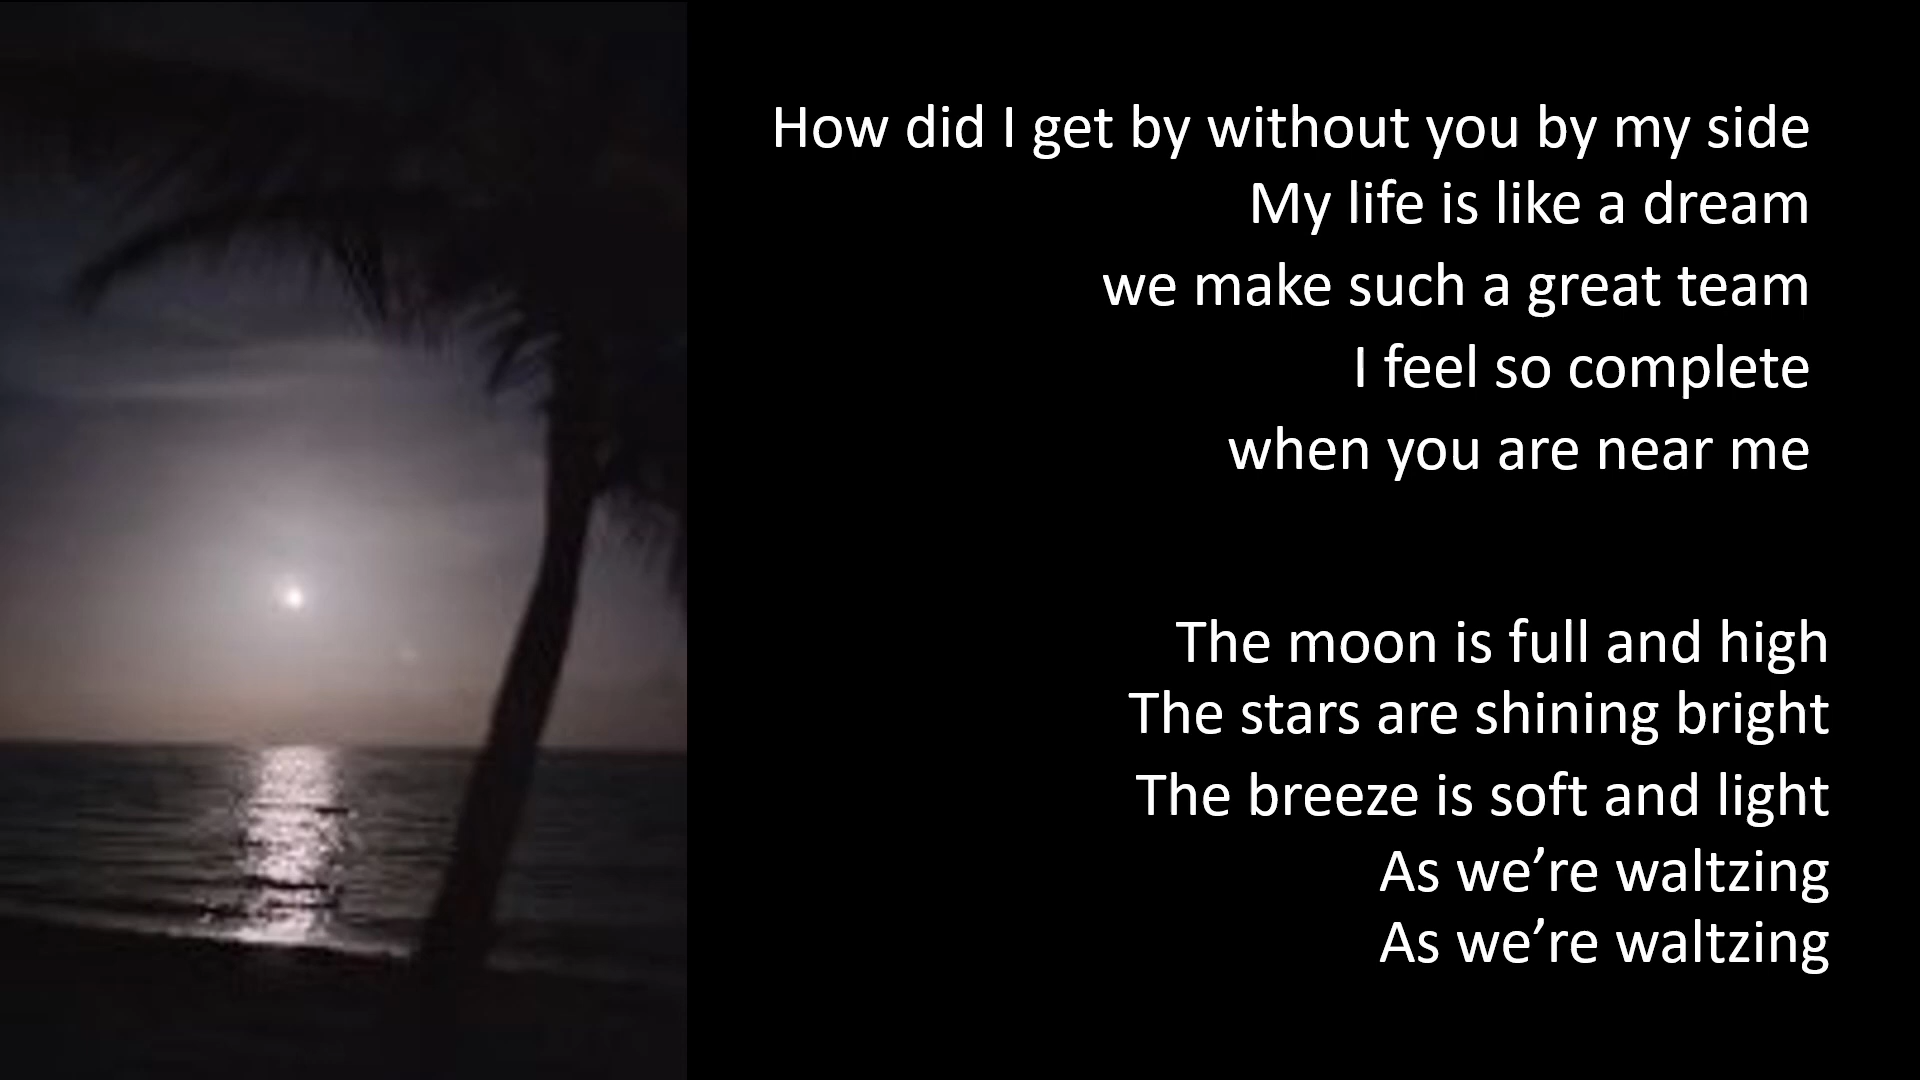 How did I get by without you by my side
My life is like a dream
we make such a great team
I feel so complete
when you are near me
The moon is full and high
The stars are shining bright
The breeze is soft and light
As we’re waltzing
As we’re waltzing